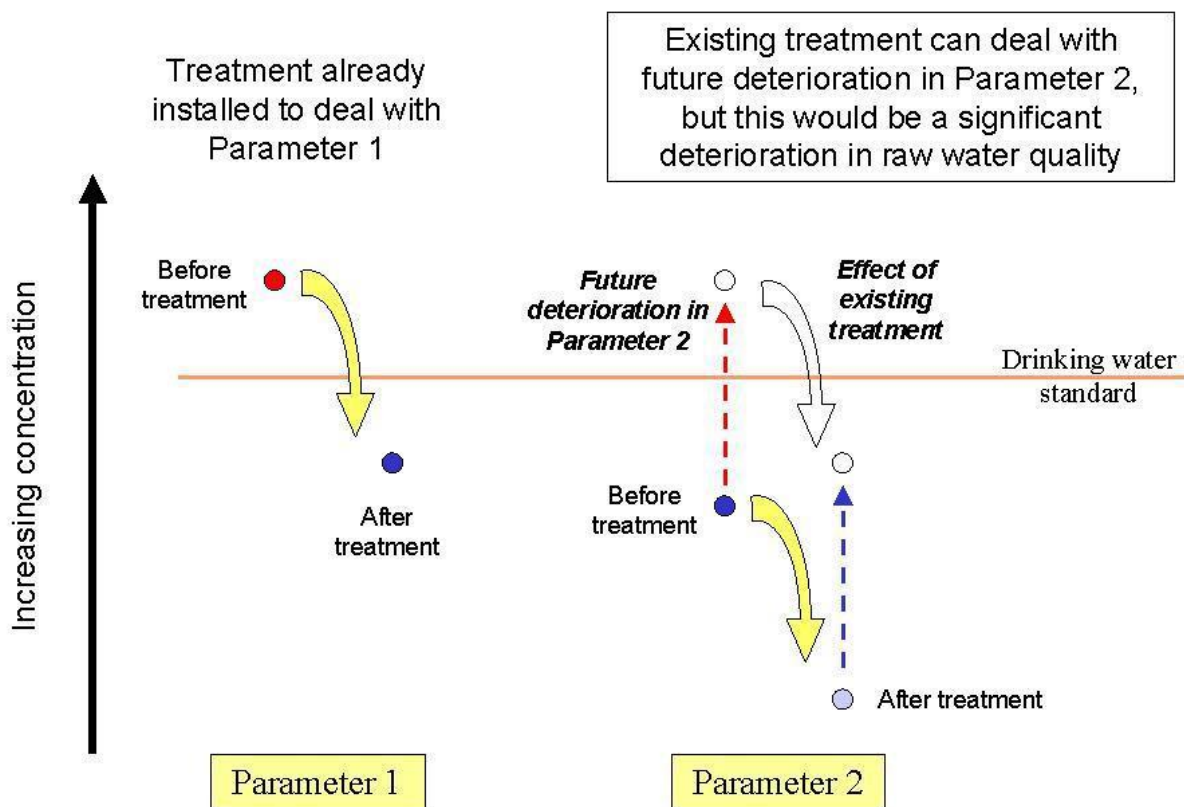 Treatment already
installed to deal with
Parameter 1
Existing treatment can deal with
future deterioration in Parameter 2,
but this would be a significant
deterioration in raw water quality
Increasing concentration
Before
treatment
After
treatment
Future
deterioration in
Parameter 2
Effect of
existing
treatment
Drinking water
standard
Before
treatment
After treatment
Parameter 1
Parameter 2